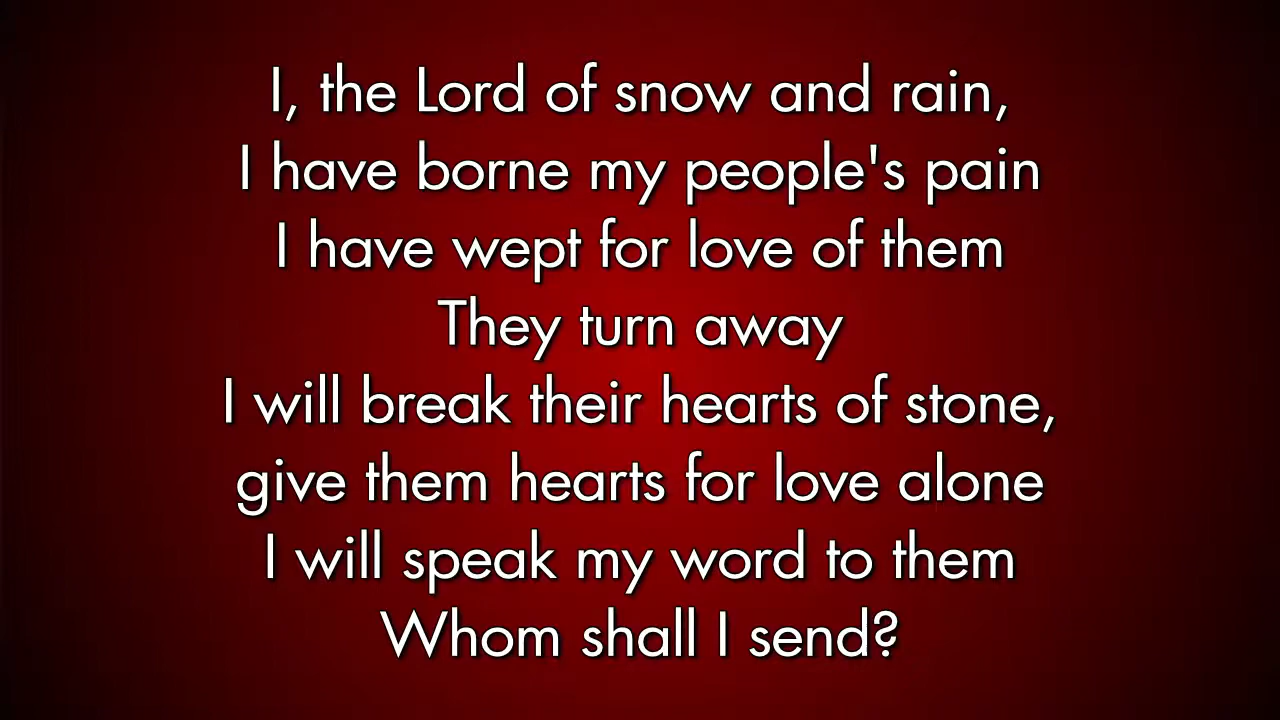 I, the Lord of snow and rain,
I have borne my people's pain
I have wept for love of them
They turn away
I will break their hearts of stone,
give them hearts for love alone
I will speak my word to them
Whom shall I send?